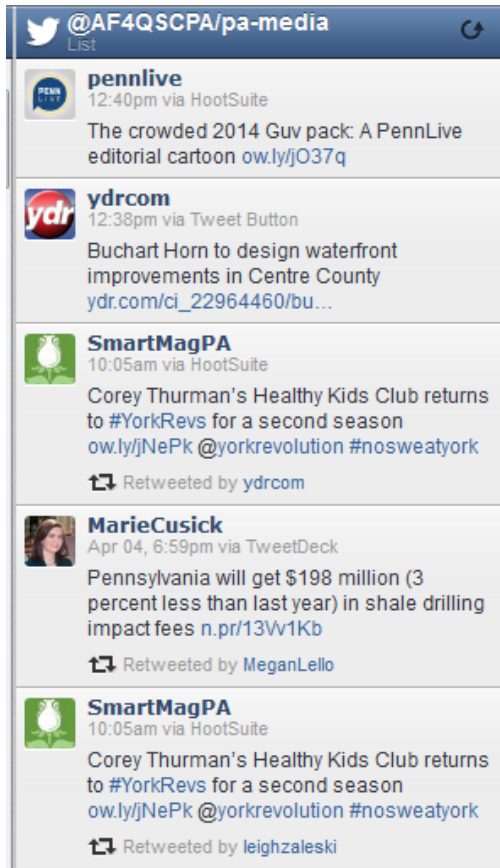 @AF4QSCPA/pa-media
List
PENN
LIVE
pennlive
12:40pm via HootSuite
The crowded 2014 Guv pack: A PennLive
editorial cartoon ow.ly/jO37q
ydr
ydrcom
12:38pm via Tweet Button
Buchart Horn to design waterfront
improvements in Centre County
ydr.com/ci_22964460/bu…
SmartMagPA
10:05am via HootSuite
Corey Thurman's Healthy Kids Club returns
to #YorkRevs for a second season
ow.ly/jNePk @yorkrevolution #nosweatyork
Retweeted by ydrcom
MarieCusick
Apr 04, 6:59pm via TweetDeck
Pennsylvania will get $198 million (3
percent less than last year) in shale drilling
impact fees n.pr/13Vv1Kb
Retweeted by MeganLello
SmartMagPA
10:05am via HootSuite
Corey Thurman's Healthy Kids Club returns
to #YorkRevs for a second season
ow.ly/jNePk @yorkrevolution #nosweatyork
Retweeted by leighzaleski